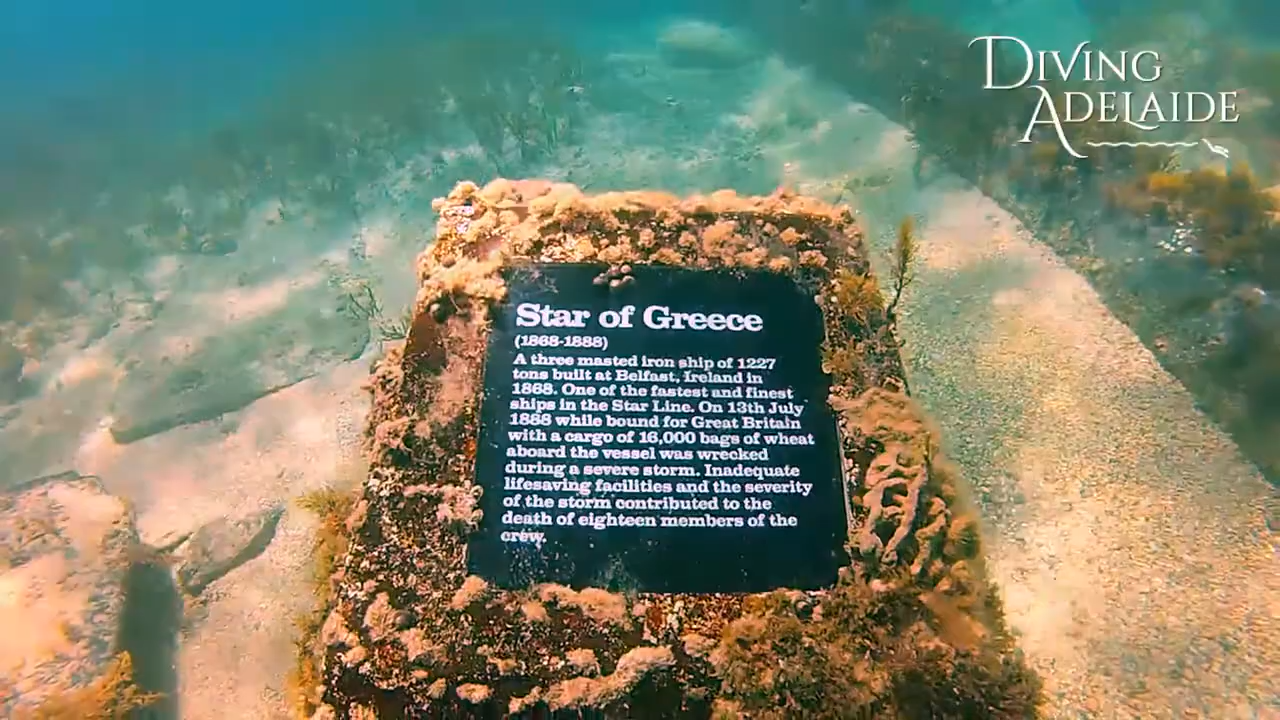 DIVING
ADELAIDE
Star of Greece
(1868-1888)
A three masted iron ship of 1227
tons built at Belfast, Ireland in
1868. One of the fastest and finest
ships in the Star Line. On 13th July
1888 while bound for Great Britain
with a cargo of 16,000 bags of wheat
aboard the vessel was wrecked
during a severe storm. Inadequate
lifesaving facilities and the severity
of the storm contributed to the
death of eighteen members of the
crew.